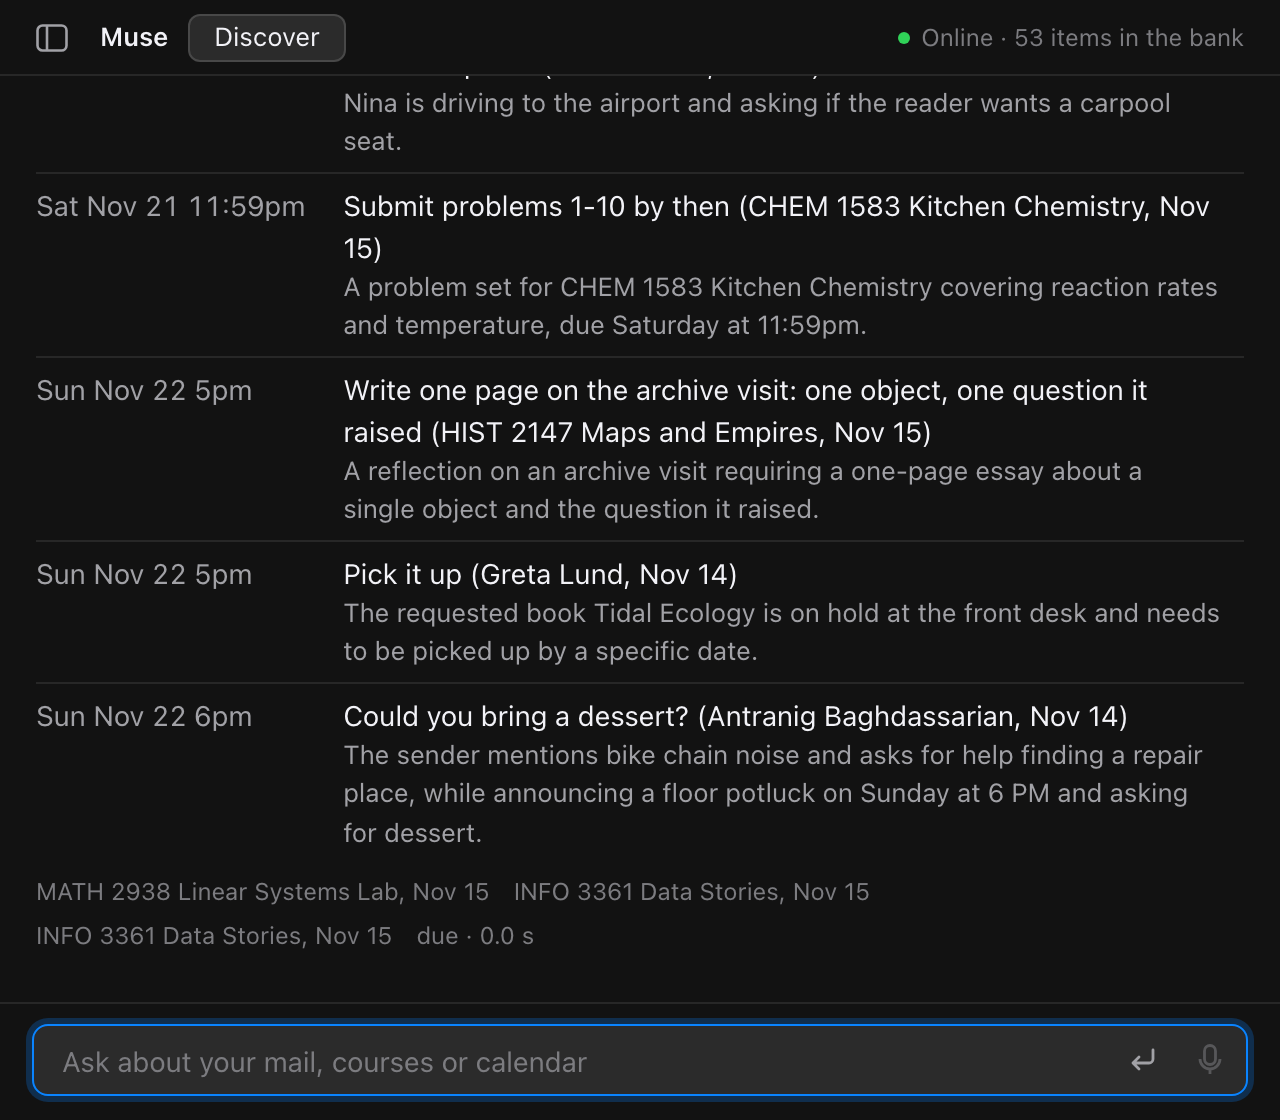 Muse
Discover
Online · 53 items in the bank
Nina is driving to the airport and asking if the reader wants a carpool
seat.
Sat Nov 21 11:59pm
Submit problems 1-10 by then (CHEM 1583 Kitchen Chemistry, Nov
15)
A problem set for CHEM 1583 Kitchen Chemistry covering reaction rates
and temperature, due Saturday at 11:59pm.
Sun Nov 22 5pm
Write one page on the archive visit: one object, one question it
raised (HIST 2147 Maps and Empires, Nov 15)
A reflection on an archive visit requiring a one-page essay about a
single object and the question it raised.
Sun Nov 22 5pm
Pick it up (Greta Lund, Nov 14)
The requested book Tidal Ecology is on hold at the front desk and needs
to be picked up by a specific date.
Sun Nov 22 6pm
Could you bring a dessert? (Antranig Baghdassarian, Nov 14)
The sender mentions bike chain noise and asks for help finding a repair
place, while announcing a floor potluck on Sunday at 6 PM and asking
for dessert.
MATH 2938 Linear Systems Lab, Nov 15 INFO 3361 Data Stories, Nov 15
INFO 3361 Data Stories, Nov 15 due · 0.0 s
Ask about your mail, courses or calendar